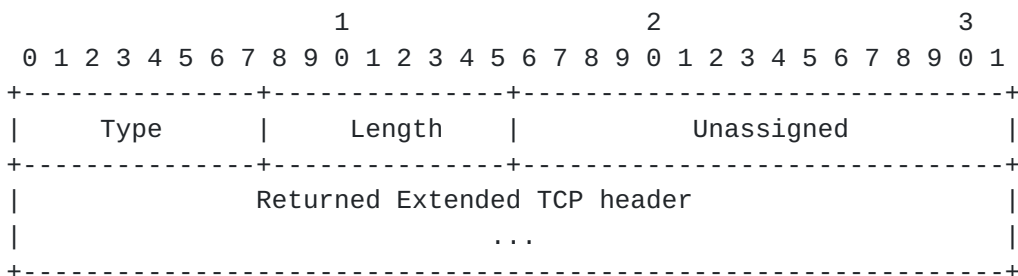 1                   2                   3
 0 1 2 3 4 5 6 7 8 9 0 1 2 3 4 5 6 7 8 9 0 1 2 3 4 5 6 7 8 9 0 1
+---------------+---------------+-------------------------------+
|     Type      |     Length    |           Unassigned          |
+---------------+---------------+-------------------------------+
|               Returned Extended TCP header                    |
|                              ...                              |
+---------------------------------------------------------------+